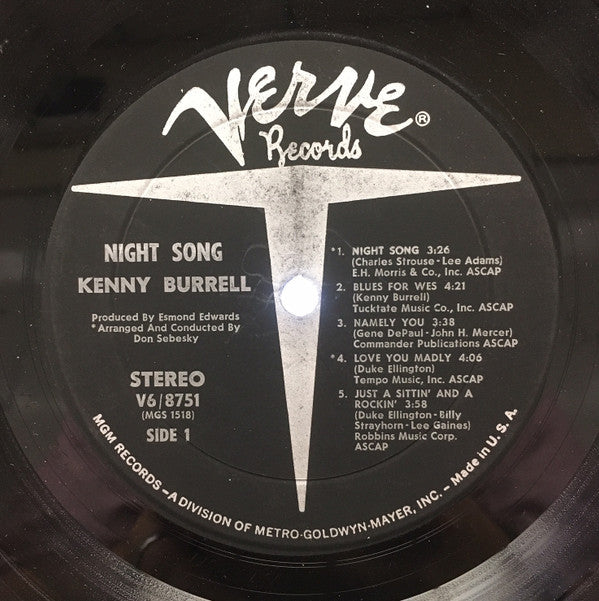 Verve®
Records
NIGHT SONG
KENNY BURRELL
Produced By Esmond Edwards
*Arranged And Conducted By
Don Sebesky
STEREO
V6/8751
(MGS 1518)
SIDE 1
*1. NIGHT SONG 3:26
(Charles Strouse-Lee Adams)
E.H. Morris & Co., Inc. ASCAP
2. BLUES FOR WES 4:21
(Kenny Burrell)
Tucktate Music Co., Inc. ASCAP
3. NAMELY YOU 3:38
(Gene DePaul-John H. Mercer)
Commander Publications ASCAP
*4. LOVE YOU MADLY 4:06
(Duke Ellington)
Tempo Music, Inc. ASCAP
5. JUST A SITTIN' AND A
ROCKIN' 3:58
(Duke Ellington-Billy
Strayhorn-Lee Gaines)
Robbins Music Corp.
ASCAP
MGM RECORDS—A DIVISION OF METRO-GOLDWYN-MAYER, INC. – Made in U. S. A.